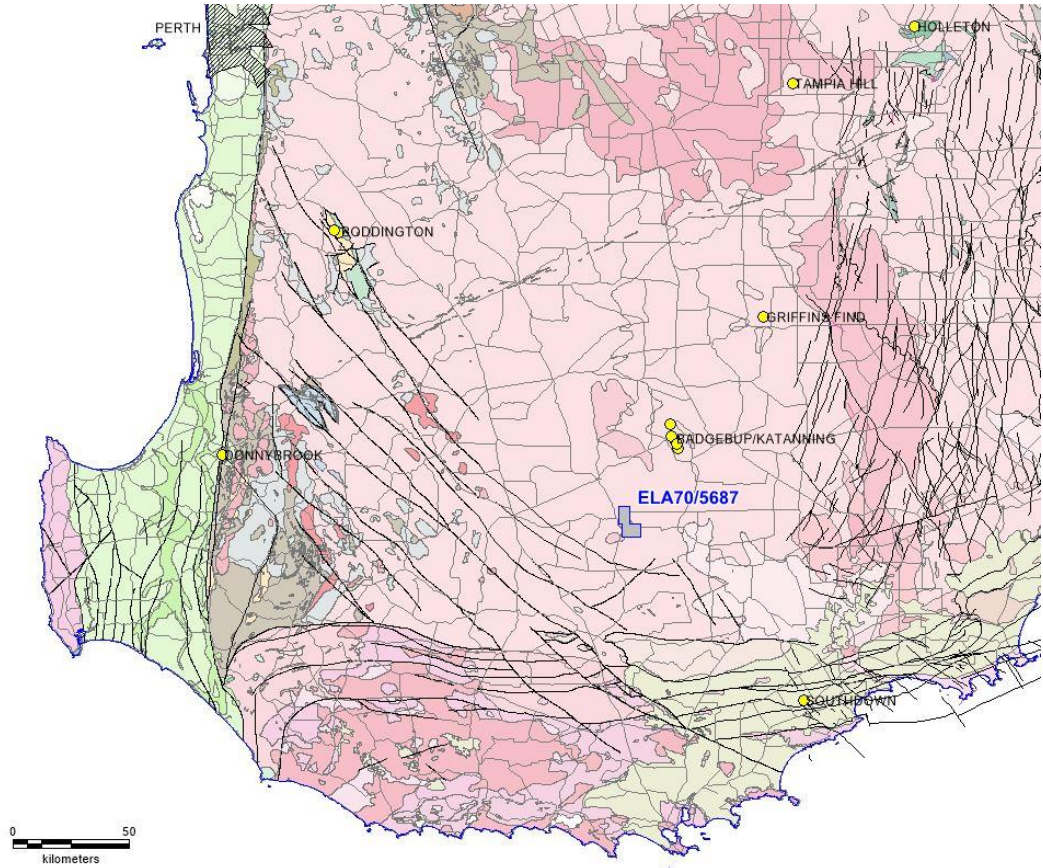 PERTH
HOLLETON
TAMPIA HILL
BODDINGTON
GRIFFINS FIND
BADGEBUP/KATANNING
DONNYBROOK
ELA70/5687
SOUTHDOWN
0 50
kilometers